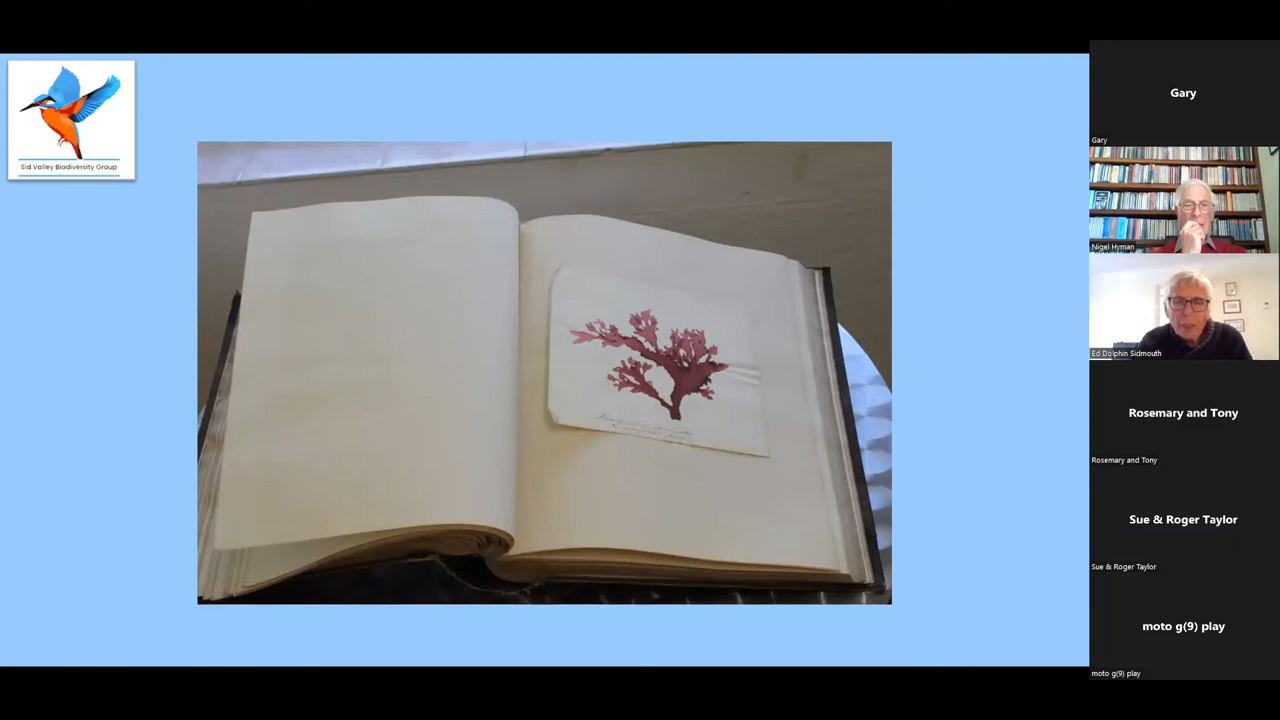 Sid Valley Biodiversity Group
Gary
Gary
Nigel Hyman
Ed Dolphin Sidmouth
Rosemary and Tony
Rosemary and Tony
Sue & Roger Taylor
Sue & Roger Taylor
moto g(9) play
moto g(9) play